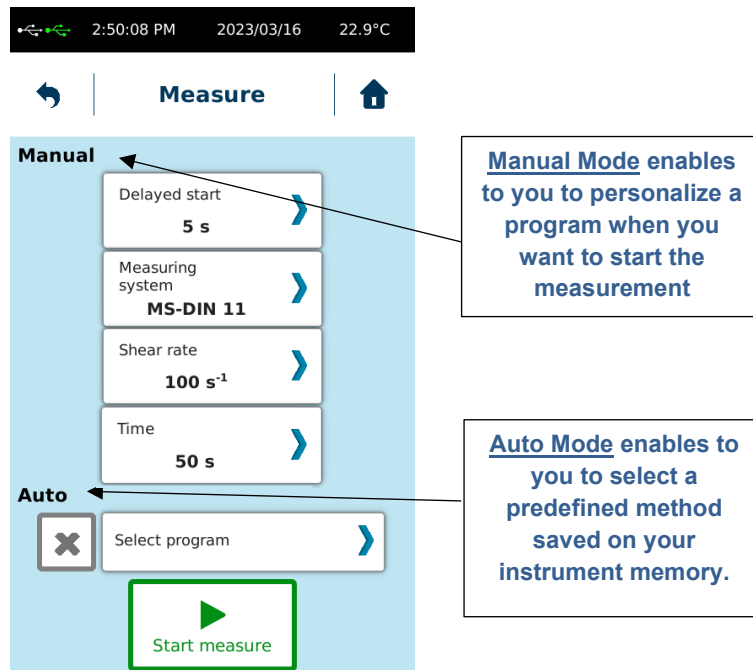 2:50:08 PM 2023/03/16 22.9°C
Measure
Manual
Delayed start
5 s
Measuring
system
MS-DIN 11
Shear rate
100 s⁻¹
Time
50 s
Auto
Select program
Start measure
Manual Mode enables
to you to personalize a
program when you
want to start the
measurement
Auto Mode enables to
you to select a
predefined method
saved on your
instrument memory.